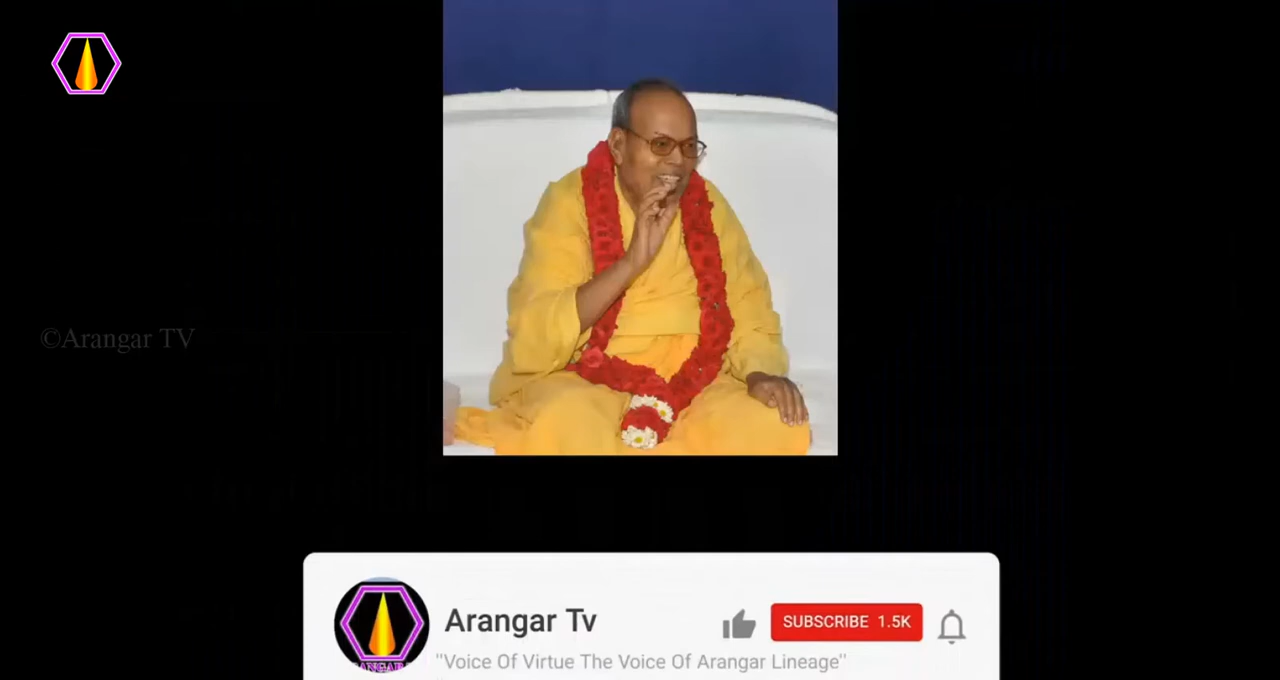 ©Arangar TV
Arangar Tv
SUBSCRIBE 1.5K
"Voice Of Virtue The Voice Of Arangar Lineage"